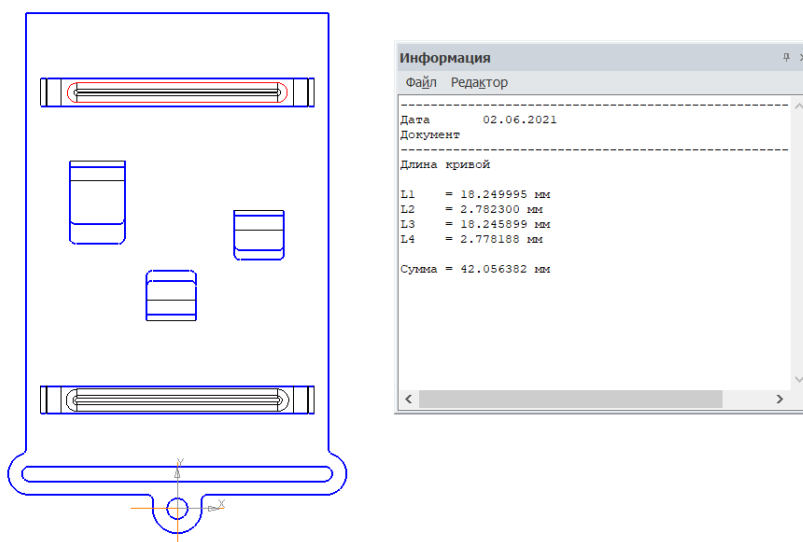 Информация
Файл Редактор
--------------------------------------------------
Дата 02.06.2021
Документ
--------------------------------------------------
Длина кривой
L1 = 18.249995 мм
L2 = 2.782300 мм
L3 = 18.245899 мм
L4 = 2.778188 мм
Сумма = 42.056382 мм
Y
X